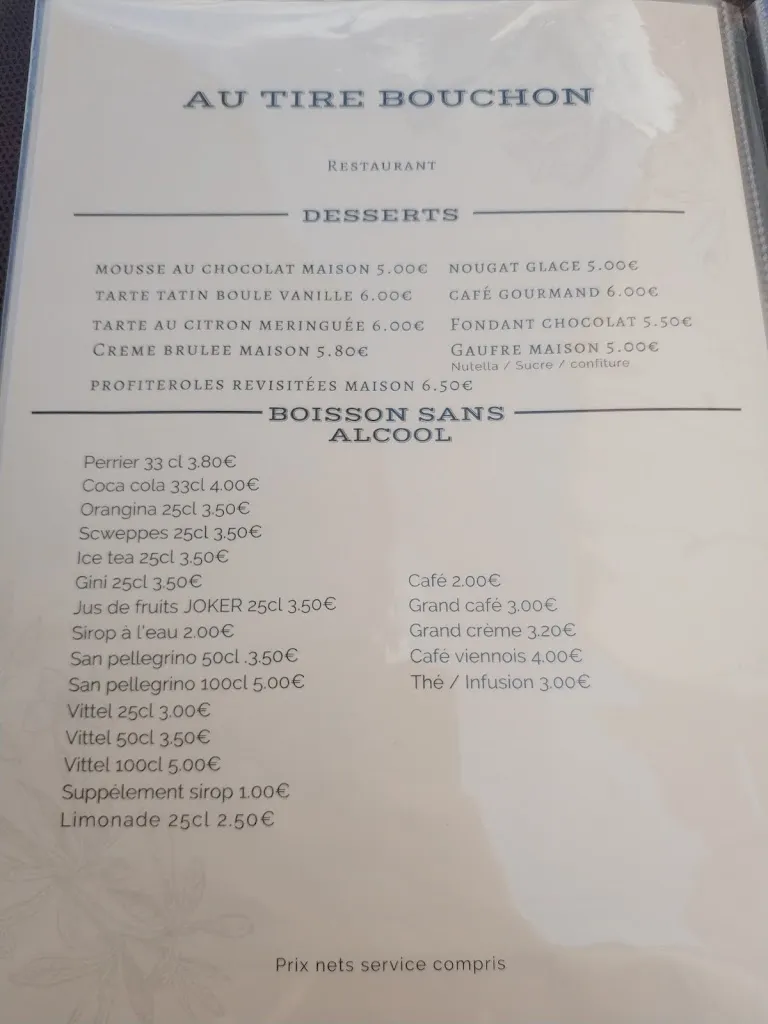 AU TIRE BOUCHON
RESTAURANT
DESSERTS
MOUSSE AU CHOCOLAT MAISON 5.00€
TARTE TATIN BOULE VANILLE 6.00€
TARTE AU CITRON MERINGUÉE 6.00€
CREME BRULEE MAISON 5.80€
PROFITEROLES REVISITÉES MAISON 6.50€
NOUGAT GLACE 5.00€
CAFÉ GOURMAND 6.00€
FONDANT CHOCOLAT 5.50€
GAUFRE MAISON 5.00€
Nutella / Sucre / confiture
BOISSON SANS
ALCOOL
Perrier 33 cl 3.80€
Coca cola 33cl 4.00€
Orangina 25cl 3.50€
Scweppes 25cl 3.50€
Ice tea 25cl 3.50€
Gini 25cl 3.50€
Jus de fruits JOKER 25cl 3.50€
Sirop à l'eau 2.00€
San pellegrino 50cl .3.50€
San pellegrino 100cl 5.00€
Vittel 25cl 3.00€
Vittel 50cl 3.50€
Vittel 100cl 5.00€
Suppélement sirop 1.00€
Limonade 25cl 2.50€
Café 2.00€
Grand café 3.00€
Grand crème 3.20€
Café viennois 4.00€
Thé / Infusion 3.00€
Prix nets service compris